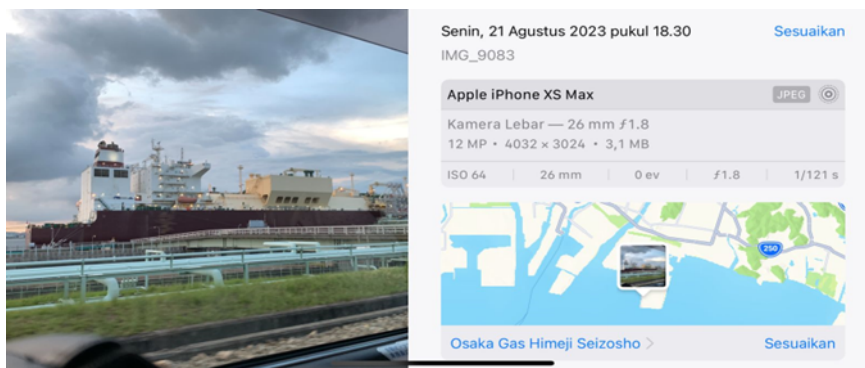 Senin, 21 Agustus 2023 pukul 18.30
Sesuaikan
IMG_9083
Apple iPhone XS Max
JPEG
Kamera Lebar — 26 mm ƒ1.8
12 MP • 4032 × 3024 • 3,1 MB
ISO 64
26 mm
0 ev
ƒ1.8
1/121 s
250
Osaka Gas Himeji Seizosho
Sesuaikan